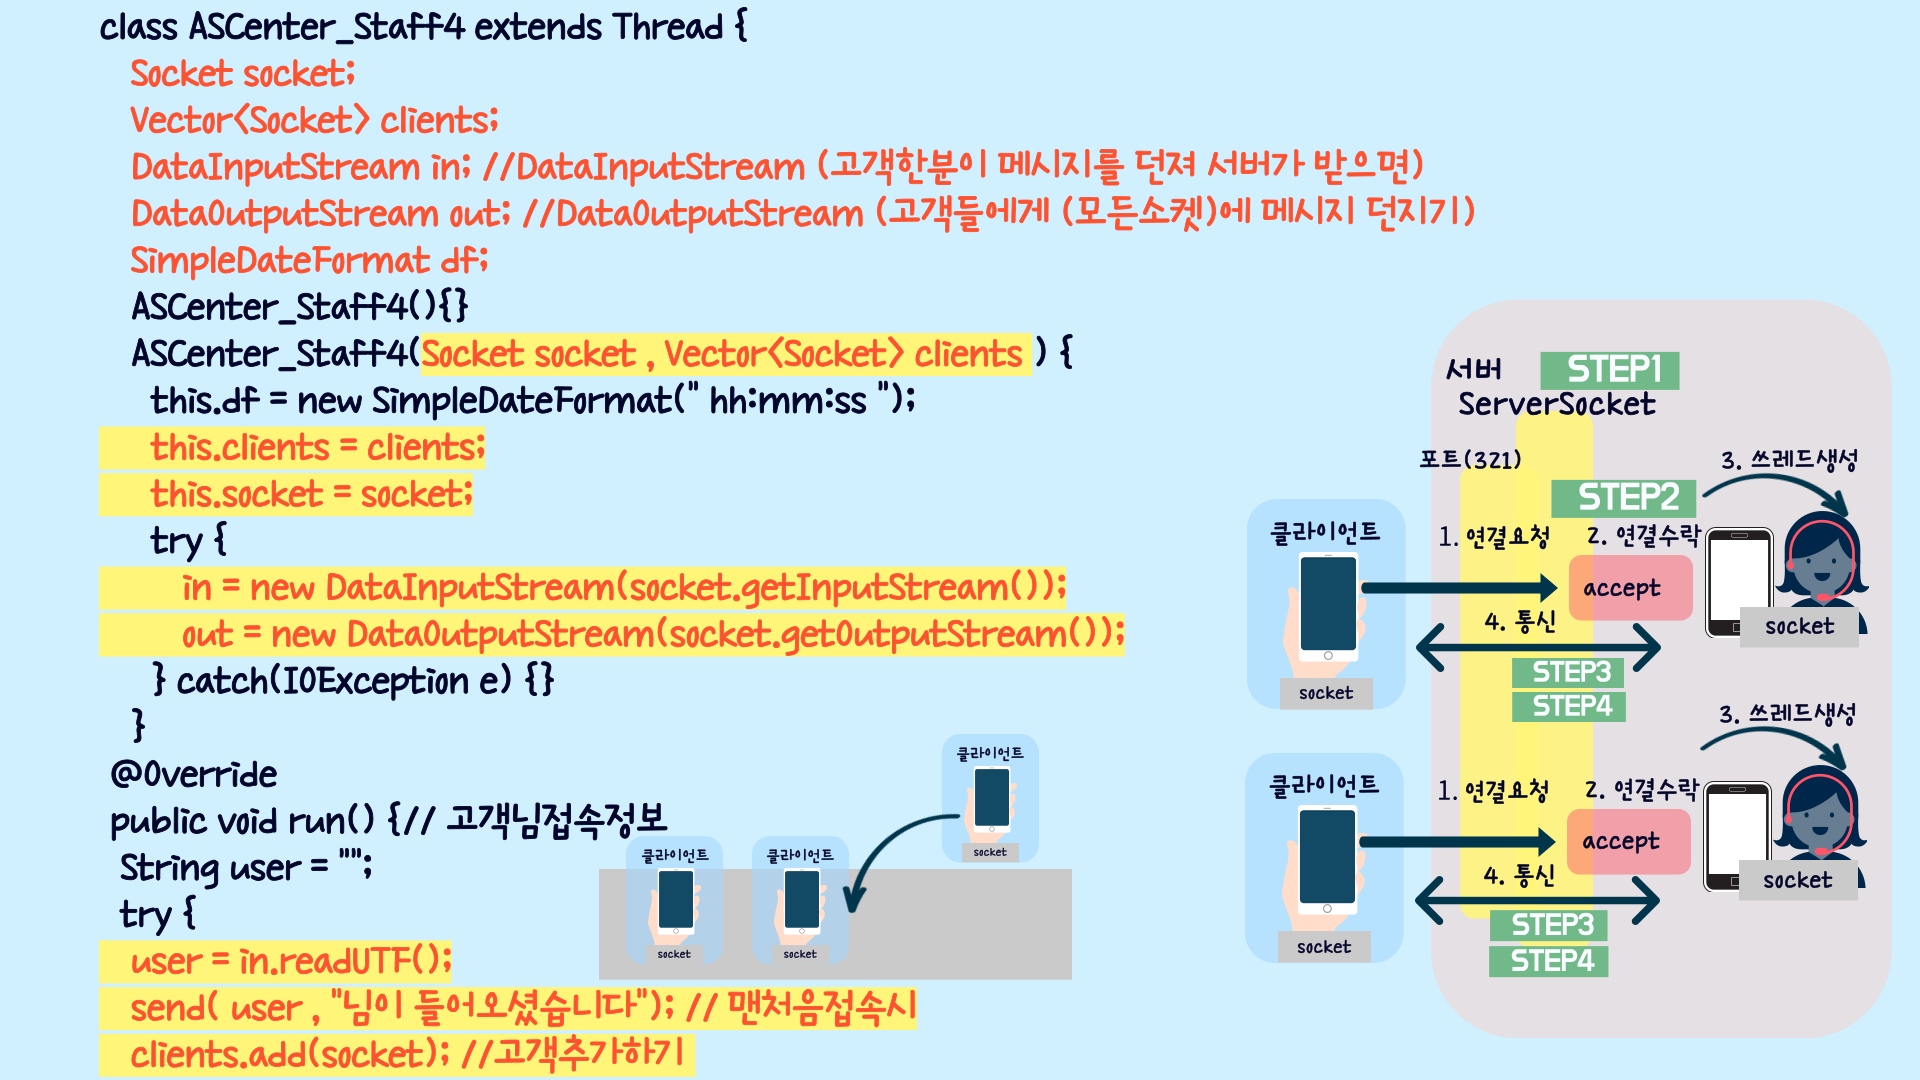 class ASCenter_Staff4 extends Thread {
Socket socket;
Vector<Socket> clients;
DataInputStream in; //DataInputStream (고객한분이 메시지를 던져 서버가 받으면)
DataOutputStream out; //DataOutputStream (고객들에게 (모든소켓)에 메시지 던지기)
SimpleDateFormat df;
ASCenter_Staff4(){}
ASCenter_Staff4(Socket socket , Vector<Socket> clients ) {
this.df = new SimpleDateFormat(" hh:mm:ss ");
this.clients = clients;
this.socket = socket;
try {
in = new DataInputStream(socket.getInputStream());
out = new DataOutputStream(socket.getOutputStream());
} catch(IOException e) {}
}
@Override
public void run() {// 고객님접속정보
String user = "";
try {
user = in.readUTF();
send( user , "님이 들어오셨습니다"); // 맨처음접속시
clients.add(socket); //고객추가하기
클라이언트
socket
클라이언트
socket
클라이언트
socket
서버 STEP1
ServerSocket
포트(321)
3. 쓰레드생성
STEP2
클라이언트
1. 연결요청
2. 연결수락
accept
4. 통신
socket
STEP3
socket
STEP4
3. 쓰레드생성
클라이언트
1. 연결요청
2. 연결수락
accept
4. 통신
socket
STEP3
socket
STEP4